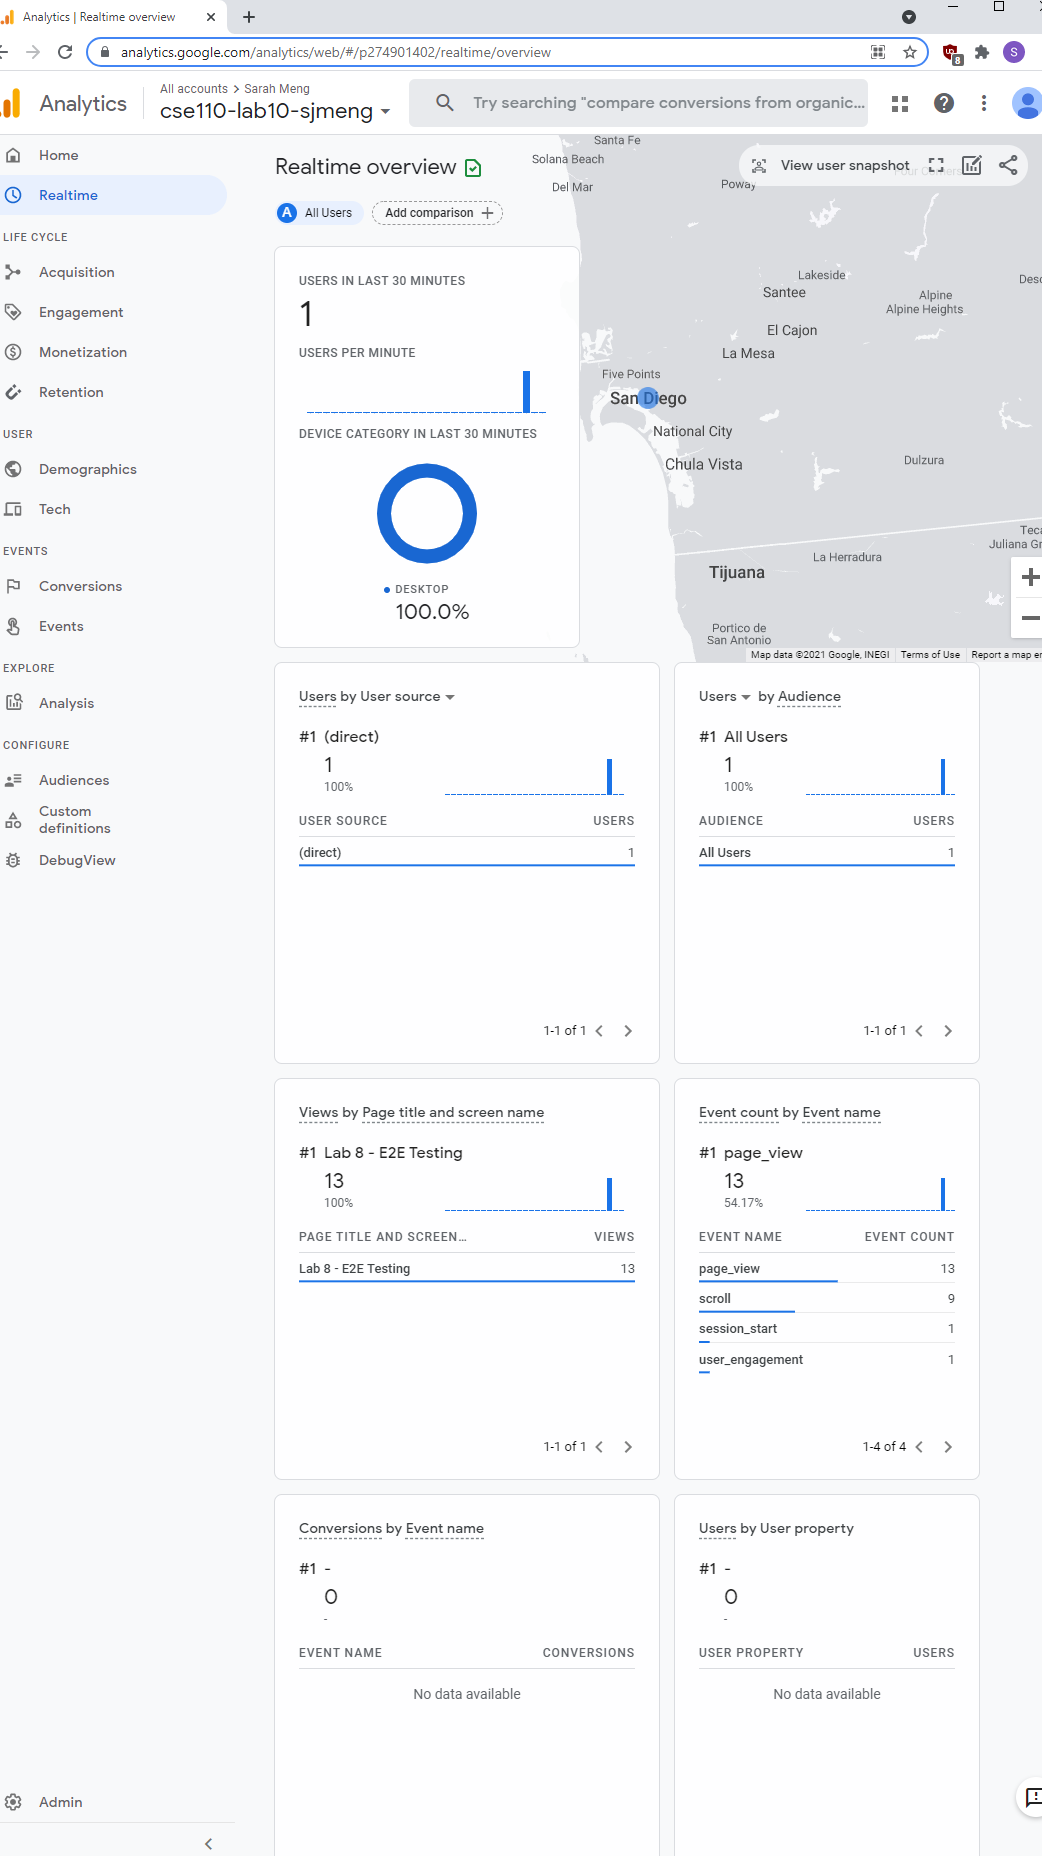 Analytics | Realtime overview
analytics.google.com/analytics/web/#/p274901402/realtime/overview
8
S
Analytics
All accounts > Sarah Meng
cse110-lab10-sjmeng
Try searching "compare conversions from organic...
Home
Realtime
LIFE CYCLE
Acquisition
Engagement
Monetization
Retention
USER
Demographics
Tech
EVENTS
Conversions
Events
EXPLORE
Analysis
CONFIGURE
Audiences
Custom
definitions
DebugView
Admin
Realtime overview
A All Users
Add comparison +
View user snapshot
Santa Fe
Solana Beach
Del Mar
Poway
Lakeside
Santee
Alpine
Alpine Heights
Desc
El Cajon
La Mesa
Five Points
San Diego
National City
Chula Vista
Dulzura
Teca
Juliana Gr
La Herradura
Tijuana
Portico de
San Antonio
Map data ©2021 Google, INEGI
Terms of Use
Report a map er
USERS IN LAST 30 MINUTES
1
USERS PER MINUTE
DEVICE CATEGORY IN LAST 30 MINUTES
DESKTOP
100.0%
Users by User source
#1 (direct)
1
100%
USER SOURCE USERS
(direct) 1
1-1 of 1
Users by Audience
#1 All Users
1
100%
AUDIENCE USERS
All Users 1
1-1 of 1
Views by Page title and screen name
#1 Lab 8 - E2E Testing
13
100%
PAGE TITLE AND SCREEN... VIEWS
Lab 8 - E2E Testing 13
1-1 of 1
Event count by Event name
#1 page_view
13
54.17%
EVENT NAME EVENT COUNT
page_view 13
scroll 9
session_start 1
user_engagement 1
1-4 of 4
Conversions by Event name
#1 -
0
-
EVENT NAME CONVERSIONS
No data available
Users by User property
#1 -
0
-
USER PROPERTY USERS
No data available